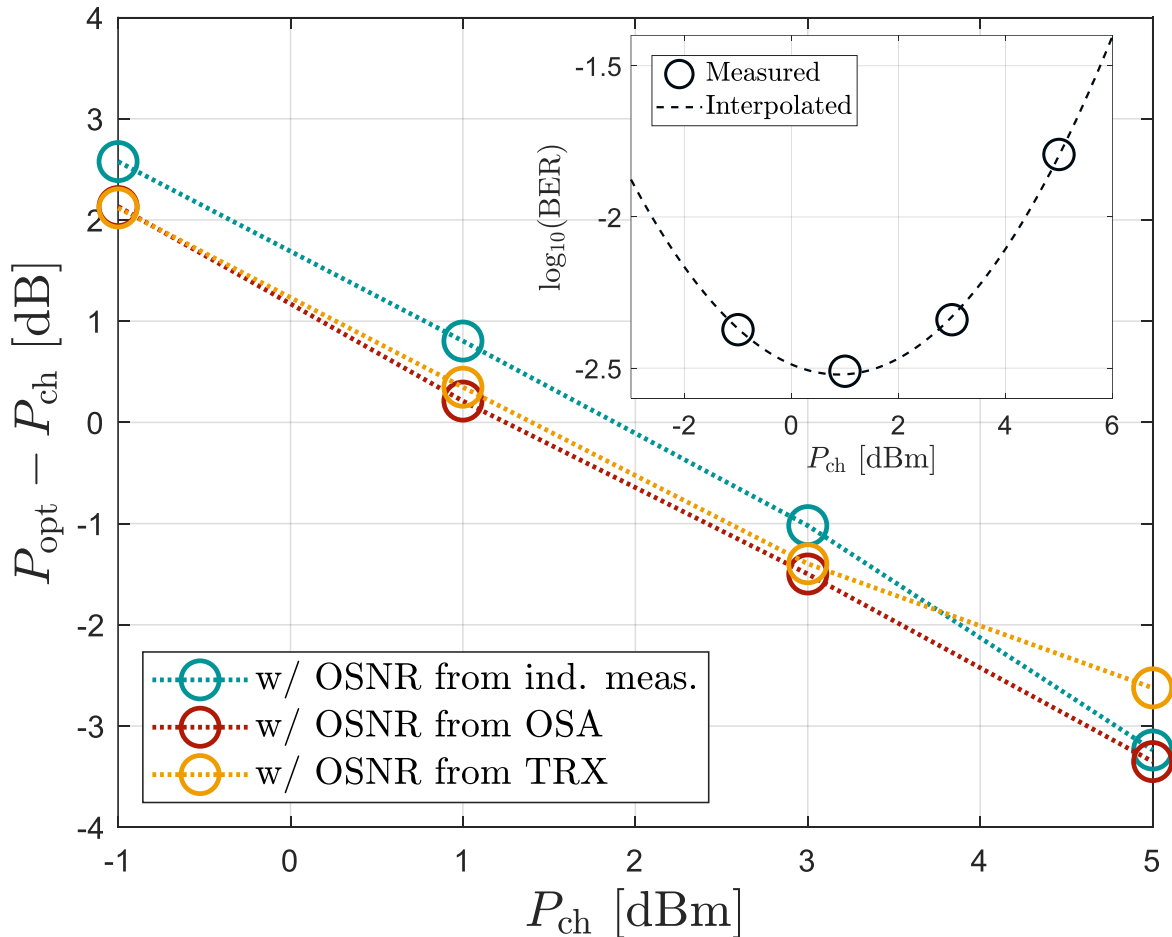 4
3
2
1
0
-1
-2
-3
-4
P_opt − P_ch [dB]
-1
0
1
2
3
4
5
P_ch [dBm]
w/ OSNR from ind. meas.
w/ OSNR from OSA
w/ OSNR from TRX
-1.5
-2
-2.5
log₁₀(BER)
Measured
Interpolated
-2
0
2
4
6
P_ch [dBm]